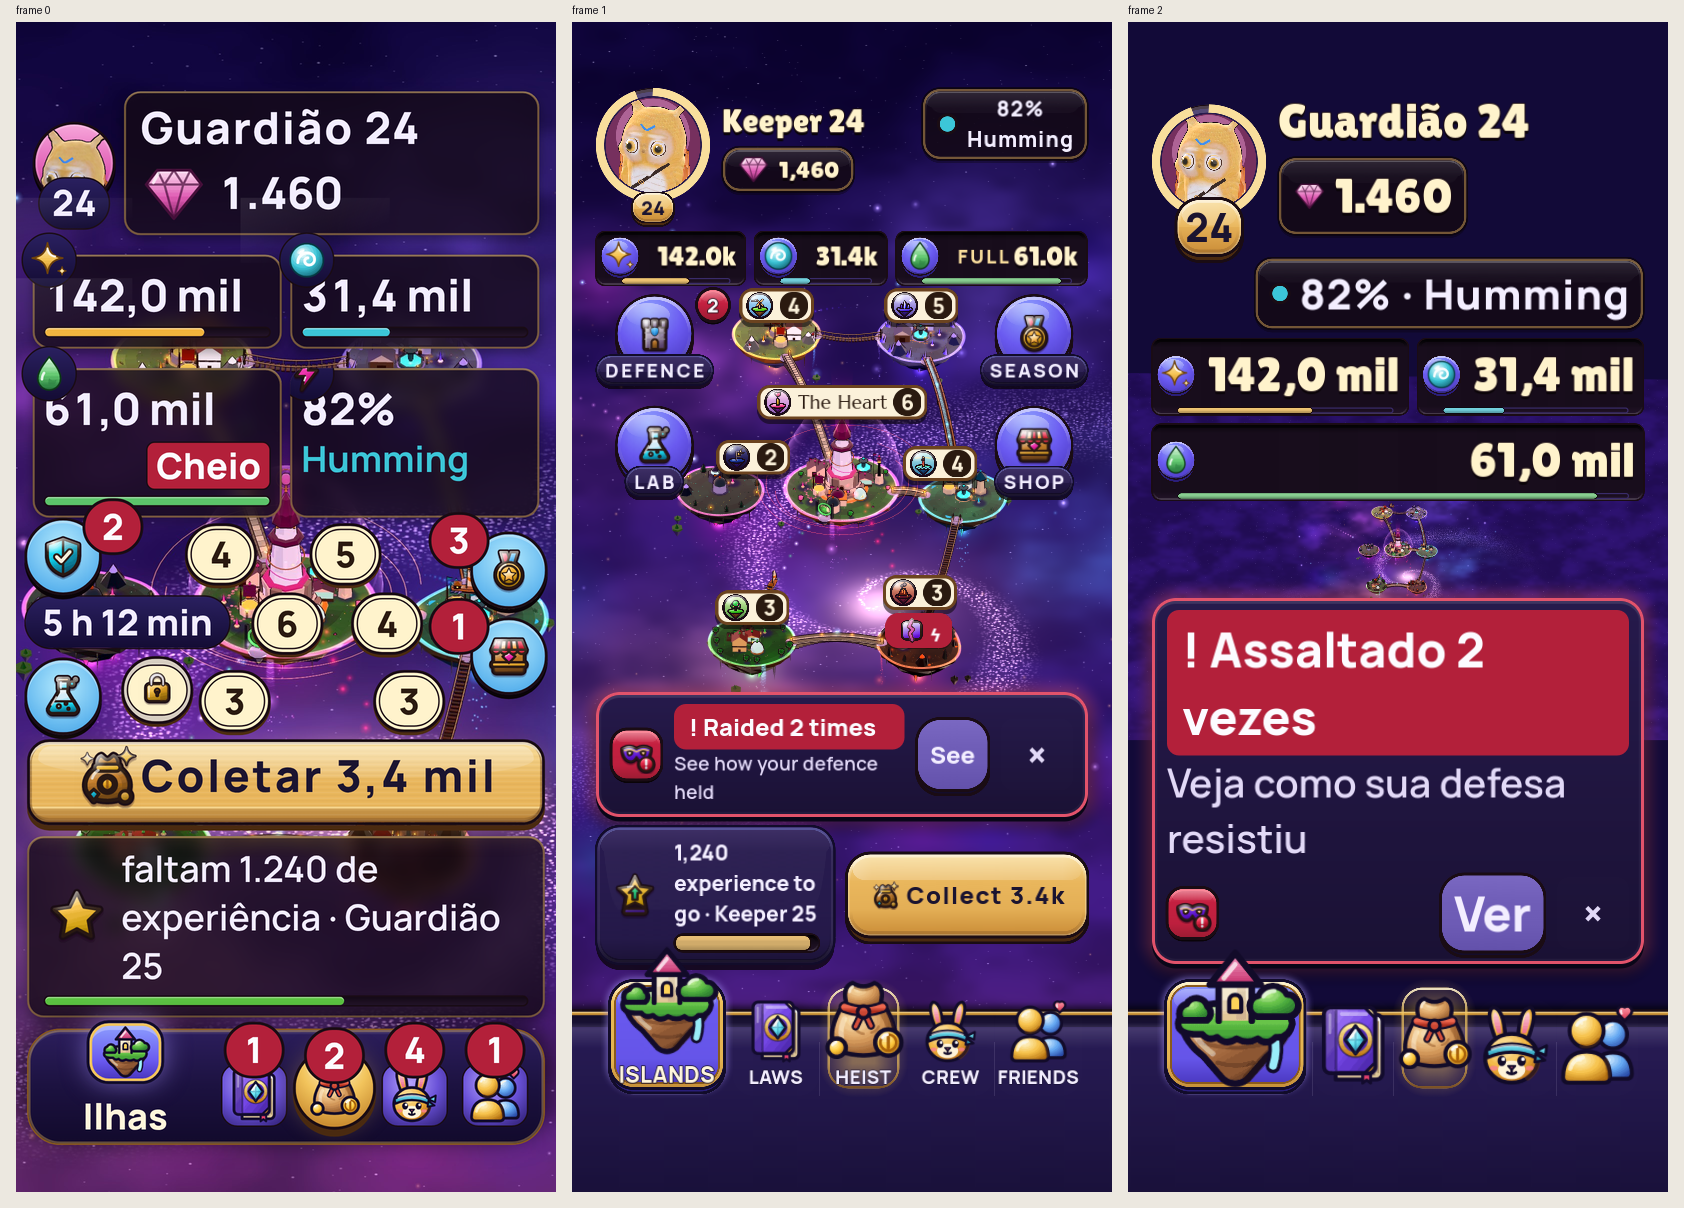 frame 0
Guardião 24
1.460
24
142,0 mil
31,4 mil
61,0 mil
Cheio
82%
Humming
2
3
4
5
5 h 12 min
6
4
1
3
3
Coletar 3,4 mil
faltam 1.240 de
experiência · Guardião
25
Ilhas
1
2
4
1
frame 1
Keeper 24
1,460
24
82%
Humming
142.0k
31.4k
FULL 61.0k
2
4
5
DEFENCE
SEASON
The Heart 6
2
4
LAB
SHOP
3
3
4
! Raided 2 times
See how your defence
held
See
×
1,240
experience to
go · Keeper 25
Collect 3.4k
ISLANDS
LAWS
HEIST
CREW
FRIENDS
frame 2
Guardião 24
1.460
24
82% · Humming
142,0 mil
31,4 mil
61,0 mil
! Assaltado 2
vezes
Veja como sua defesa
resistiu
Ver
×